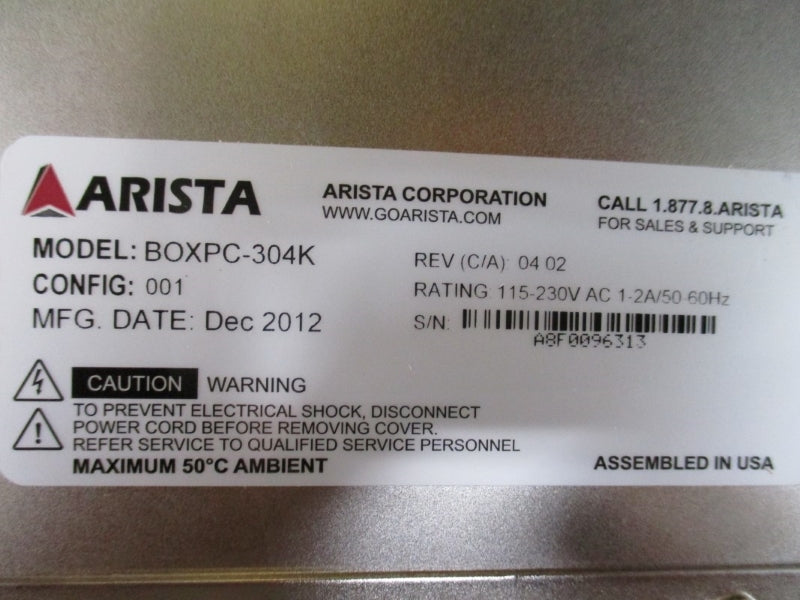 ARISTA
ARISTA CORPORATION
WWW.GOARISTA.COM
CALL 1.877.8.ARISTA
FOR SALES & SUPPORT
MODEL: BOXPC-304K
CONFIG: 001
MFG. DATE: Dec 2012
REV (C/A): 04 02
RATING: 115-230V AC 1-2A/50-60Hz
S/N:
A8F0096313
CAUTION WARNING
TO PREVENT ELECTRICAL SHOCK, DISCONNECT
POWER CORD BEFORE REMOVING COVER.
REFER SERVICE TO QUALIFIED SERVICE PERSONNEL
MAXIMUM 50°C AMBIENT
ASSEMBLED IN USA